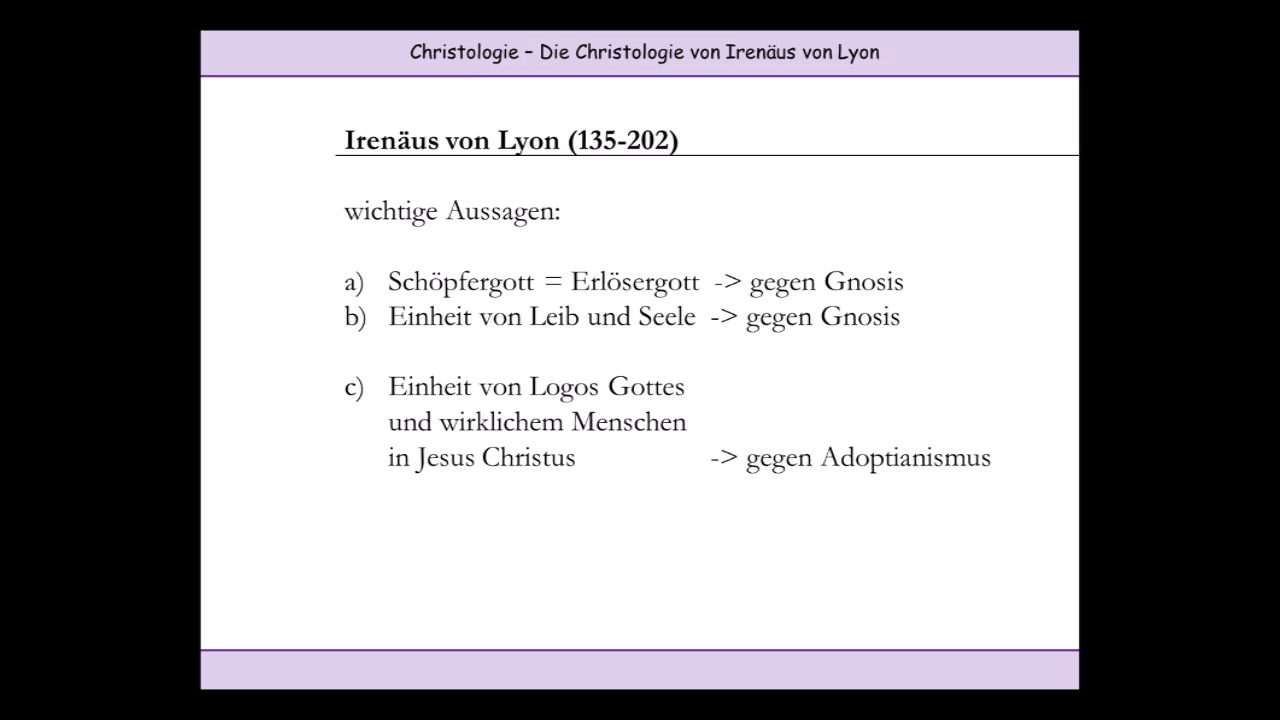 Christologie – Die Christologie von Irenäus von Lyon
Irenäus von Lyon (135-202)
wichtige Aussagen:
a) Schöpfergott = Erlösergott -> gegen Gnosis
b) Einheit von Leib und Seele -> gegen Gnosis
c) Einheit von Logos Gottes
und wirklichem Menschen
in Jesus Christus -> gegen Adoptianismus